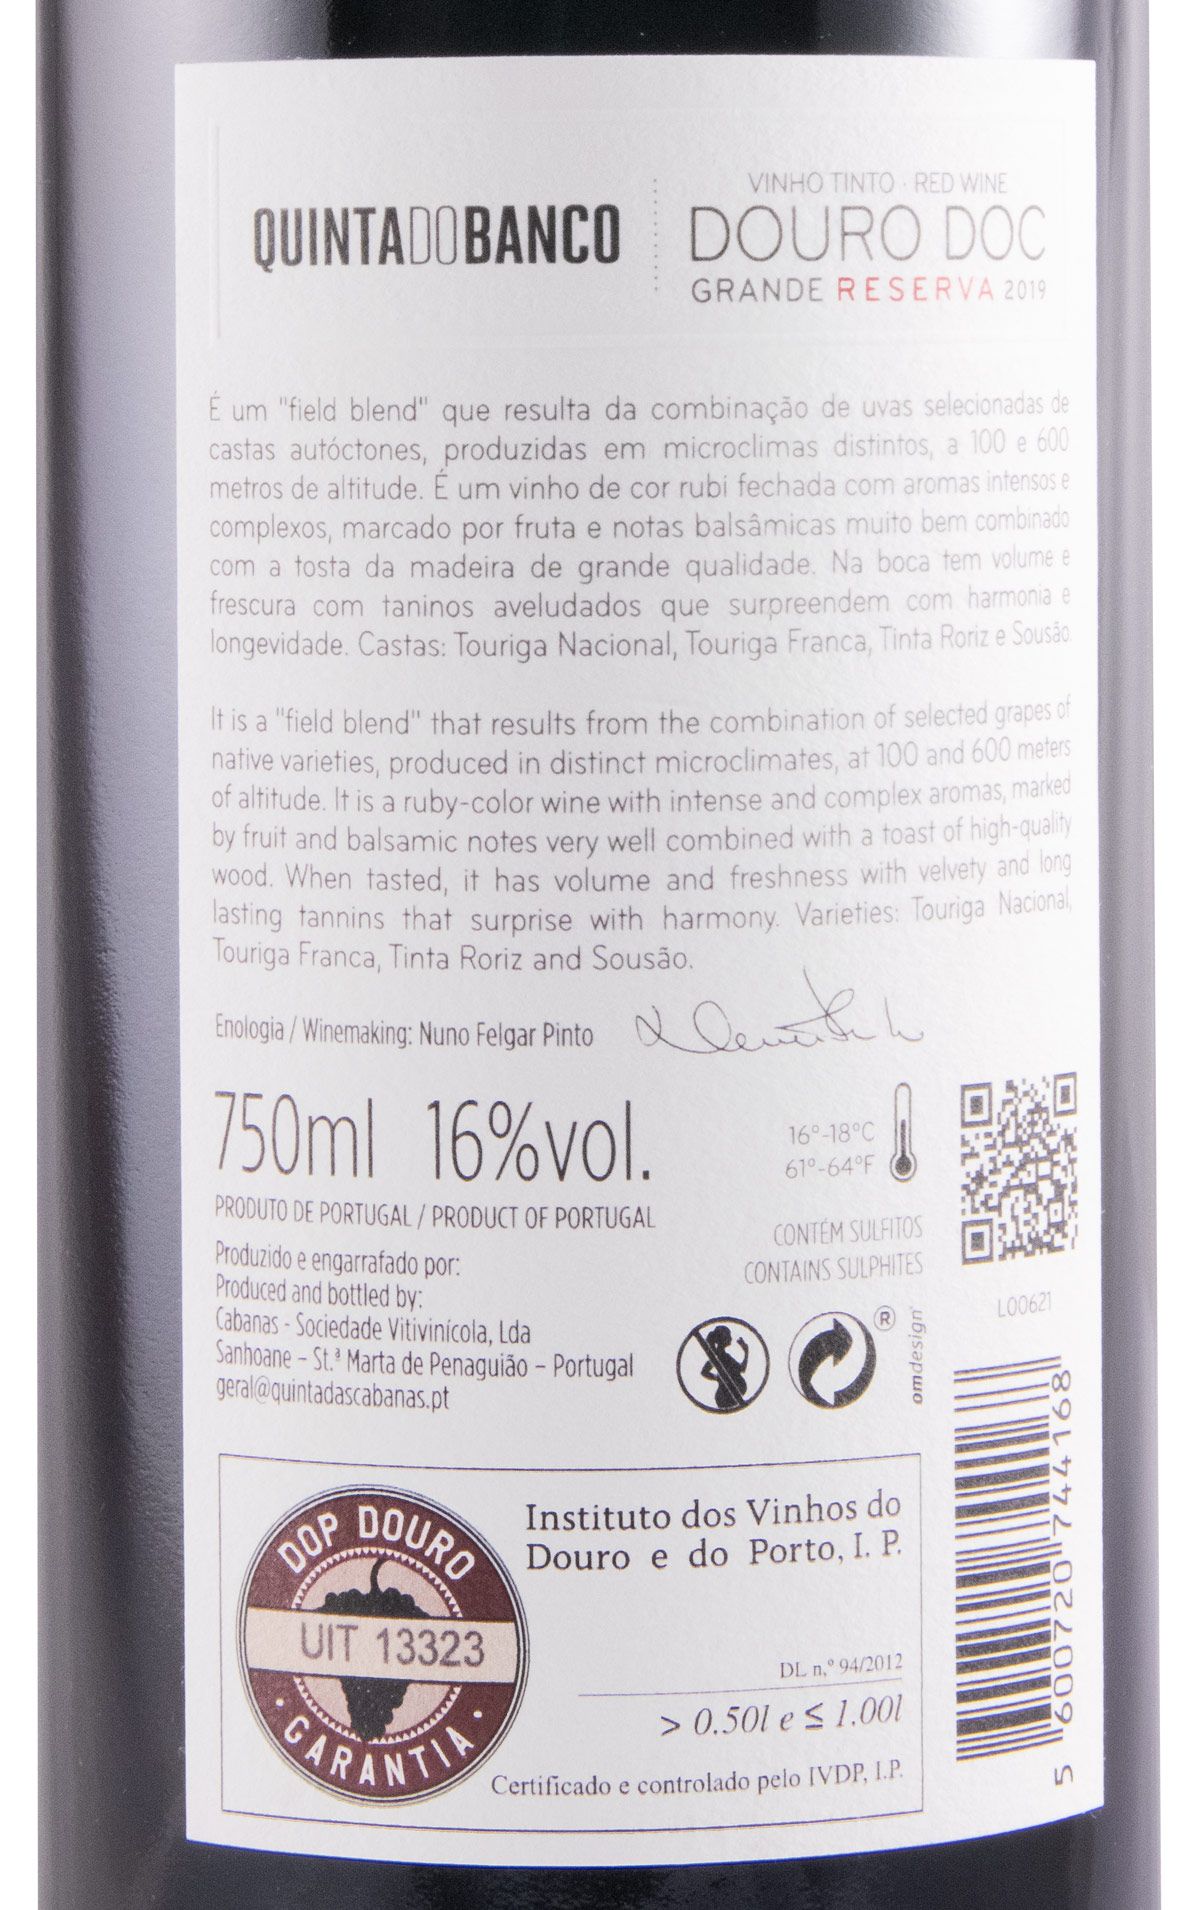 QUINTADOBANCO
VINHO TINTO · RED WINE
DOURO DOC
GRANDE RESERVA 2019
É um "field blend" que resulta da combinação de uvas selecionadas de
castas autóctones, produzidas em microclimas distintos, a 100 e 600
metros de altitude. É um vinho de cor rubi fechada com aromas intensos e
complexos, marcado por fruta e notas balsâmicas muito bem combinado
com a tosta da madeira de grande qualidade. Na boca tem volume e
frescura com taninos aveludados que surpreendem com harmonia e
longevidade. Castas: Touriga Nacional, Touriga Franca, Tinta Roriz e Sousão
It is a "field blend" that results from the combination of selected grapes of
native varieties, produced in distinct microclimates, at 100 and 600 meters
of altitude. It is a ruby-color wine with intense and complex aromas, marked
by fruit and balsamic notes very well combined with a toast of high-quality
wood. When tasted, it has volume and freshness with velvety and long
lasting tannins that surprise with harmony. Varieties: Touriga Nacional,
Touriga Franca, Tinta Roriz and Sousão.
Enologia / Winemaking: Nuno Felgar Pinto
750ml 16%vol.
16º-18ºC
61º-64ºF
PRODUTO DE PORTUGAL / PRODUCT OF PORTUGAL
CONTÉM SULFITOS
CONTAINS SULPHITES
Produzido e engarrafado por:
Produced and bottled by:
Cabanas - Sociedade Vitivinícola, Lda
Sanhoane – St.ª Marta de Penaguião – Portugal
geral@quintadascabanas.pt
®
omdesign
L00621
5 600720 744168
DOP DOURO
UIT 13323
· GARANTIA ·
Instituto dos Vinhos do
Douro e do Porto, I. P.
DL n,º 94/2012
> 0.50l e ≤ 1.00l
Certificado e controlado pelo IVDP, I.P.